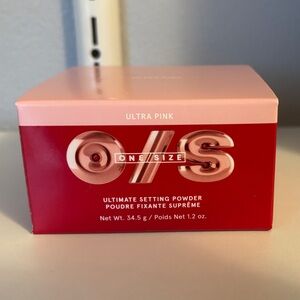 ULTRA PINK
O/S
ONE/SIZE
ULTIMATE SETTING POWDER
POUDRE FIXANTE SUPRÊME
Net Wt. 34.5 g / Poids Net 1.2 oz.